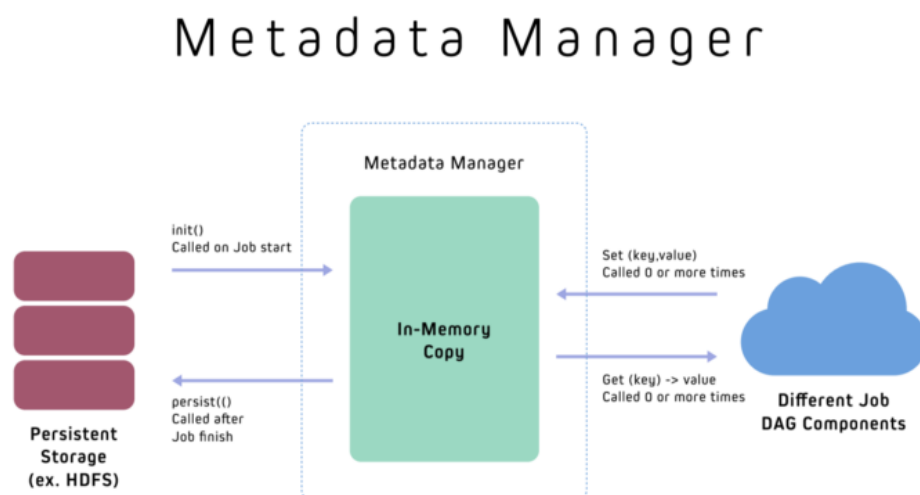 Metadata Manager
Metadata Manager
init()
Called on Job start
Set (key,value)
Called 0 or more times
In-Memory
Copy
persist(()
Called after
Job finish
Get (key) -> value
Called 0 or more times
Persistent
Storage
(ex. HDFS)
Different Job
DAG Components